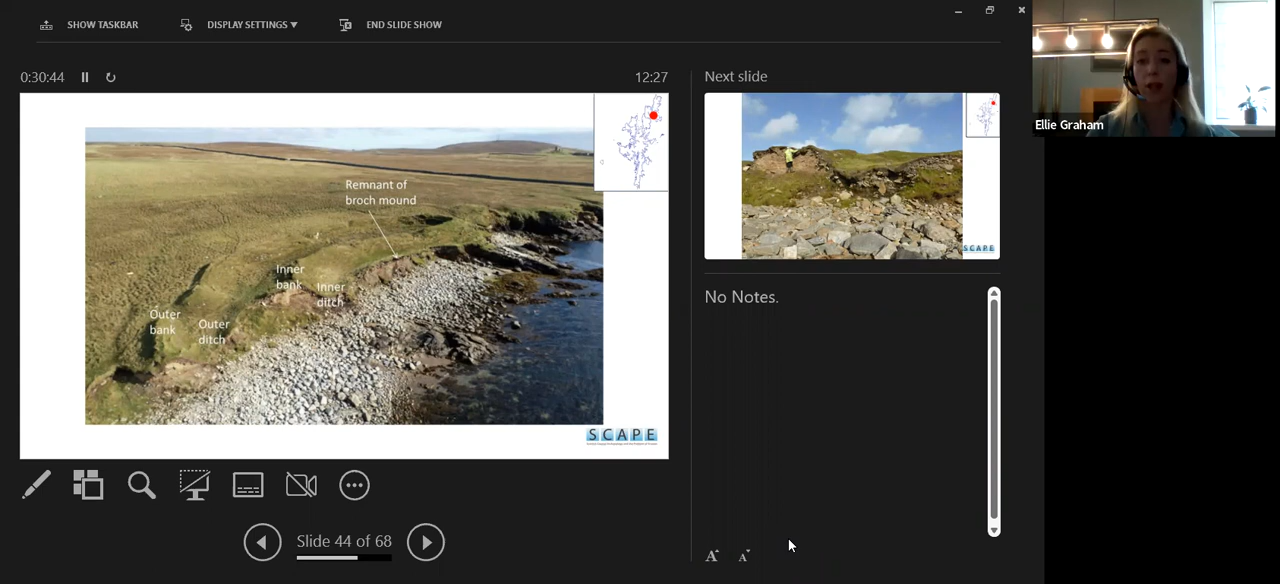 SHOW TASKBAR
DISPLAY SETTINGS ▼
END SLIDE SHOW
0:30:44
12:27
Next slide
Ellie Graham
Remnant of
broch mound
Inner
bank
Inner
ditch
Outer
bank
Outer
ditch
SCAPE
SCAPE
No Notes.
Slide 44 of 68
A
A